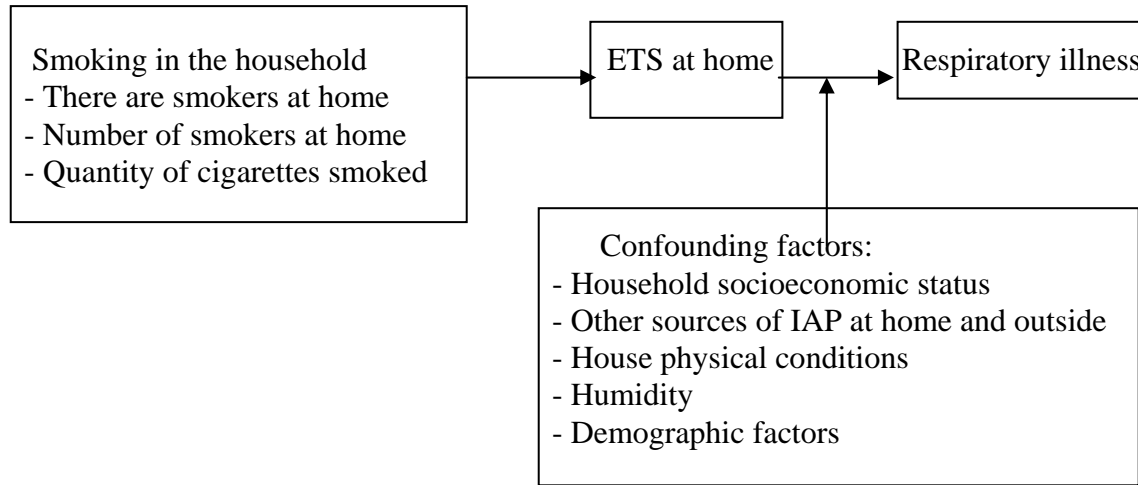 Smoking in the household
- There are smokers at home
- Number of smokers at home
- Quantity of cigarettes smoked
ETS at home
Respiratory illness
Confounding factors:
- Household socioeconomic status
- Other sources of IAP at home and outside
- House physical conditions
- Humidity
- Demographic factors